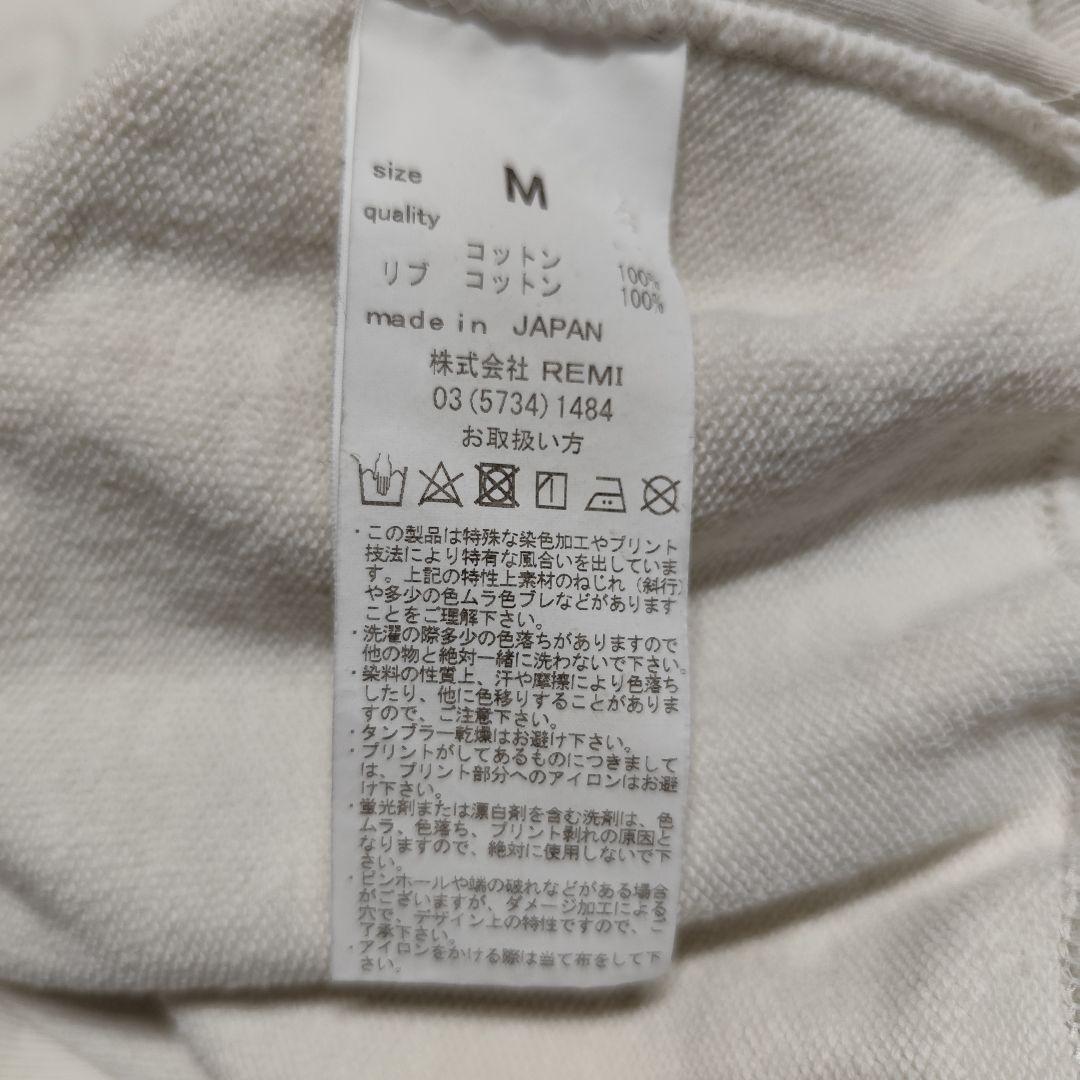 size M
quality
コットン 100%
リブ コットン 100%
made in JAPAN
株式会社 REMI
03(5734)1484
お取扱い方
・この製品は特殊な染色加工やプリント
技法により特有な風合いを出していま
す。上記の特性上素材のねじれ(斜行)
や多少の色ムラ色ブレなどがあります
ことをご理解下さい。
・洗濯の際多少の色落ちがありますので
他の物と絶対一緒に洗わないで下さい。
・染料の性質上、汗や摩擦により色落ち
したり、他に色移りすることがありま
すので、ご注意下さい。
・タンブラー乾燥はお避け下さい。
・プリントがしてあるものにつきまして
は、プリント部分へのアイロンはお避
け下さい。
・蛍光剤または漂白剤を含む洗剤は、色
ムラ、色落ち、プリント剥れの原因と
なりますので、絶対に使用しないで下
さい。
・ピンホールや端の破れなどがある場合
がございますが、ダメージ加工による
穴で、デザイン上の特性ですので、ご
了承下さい。
・アイロンをかける際は当て布をして下
さい。